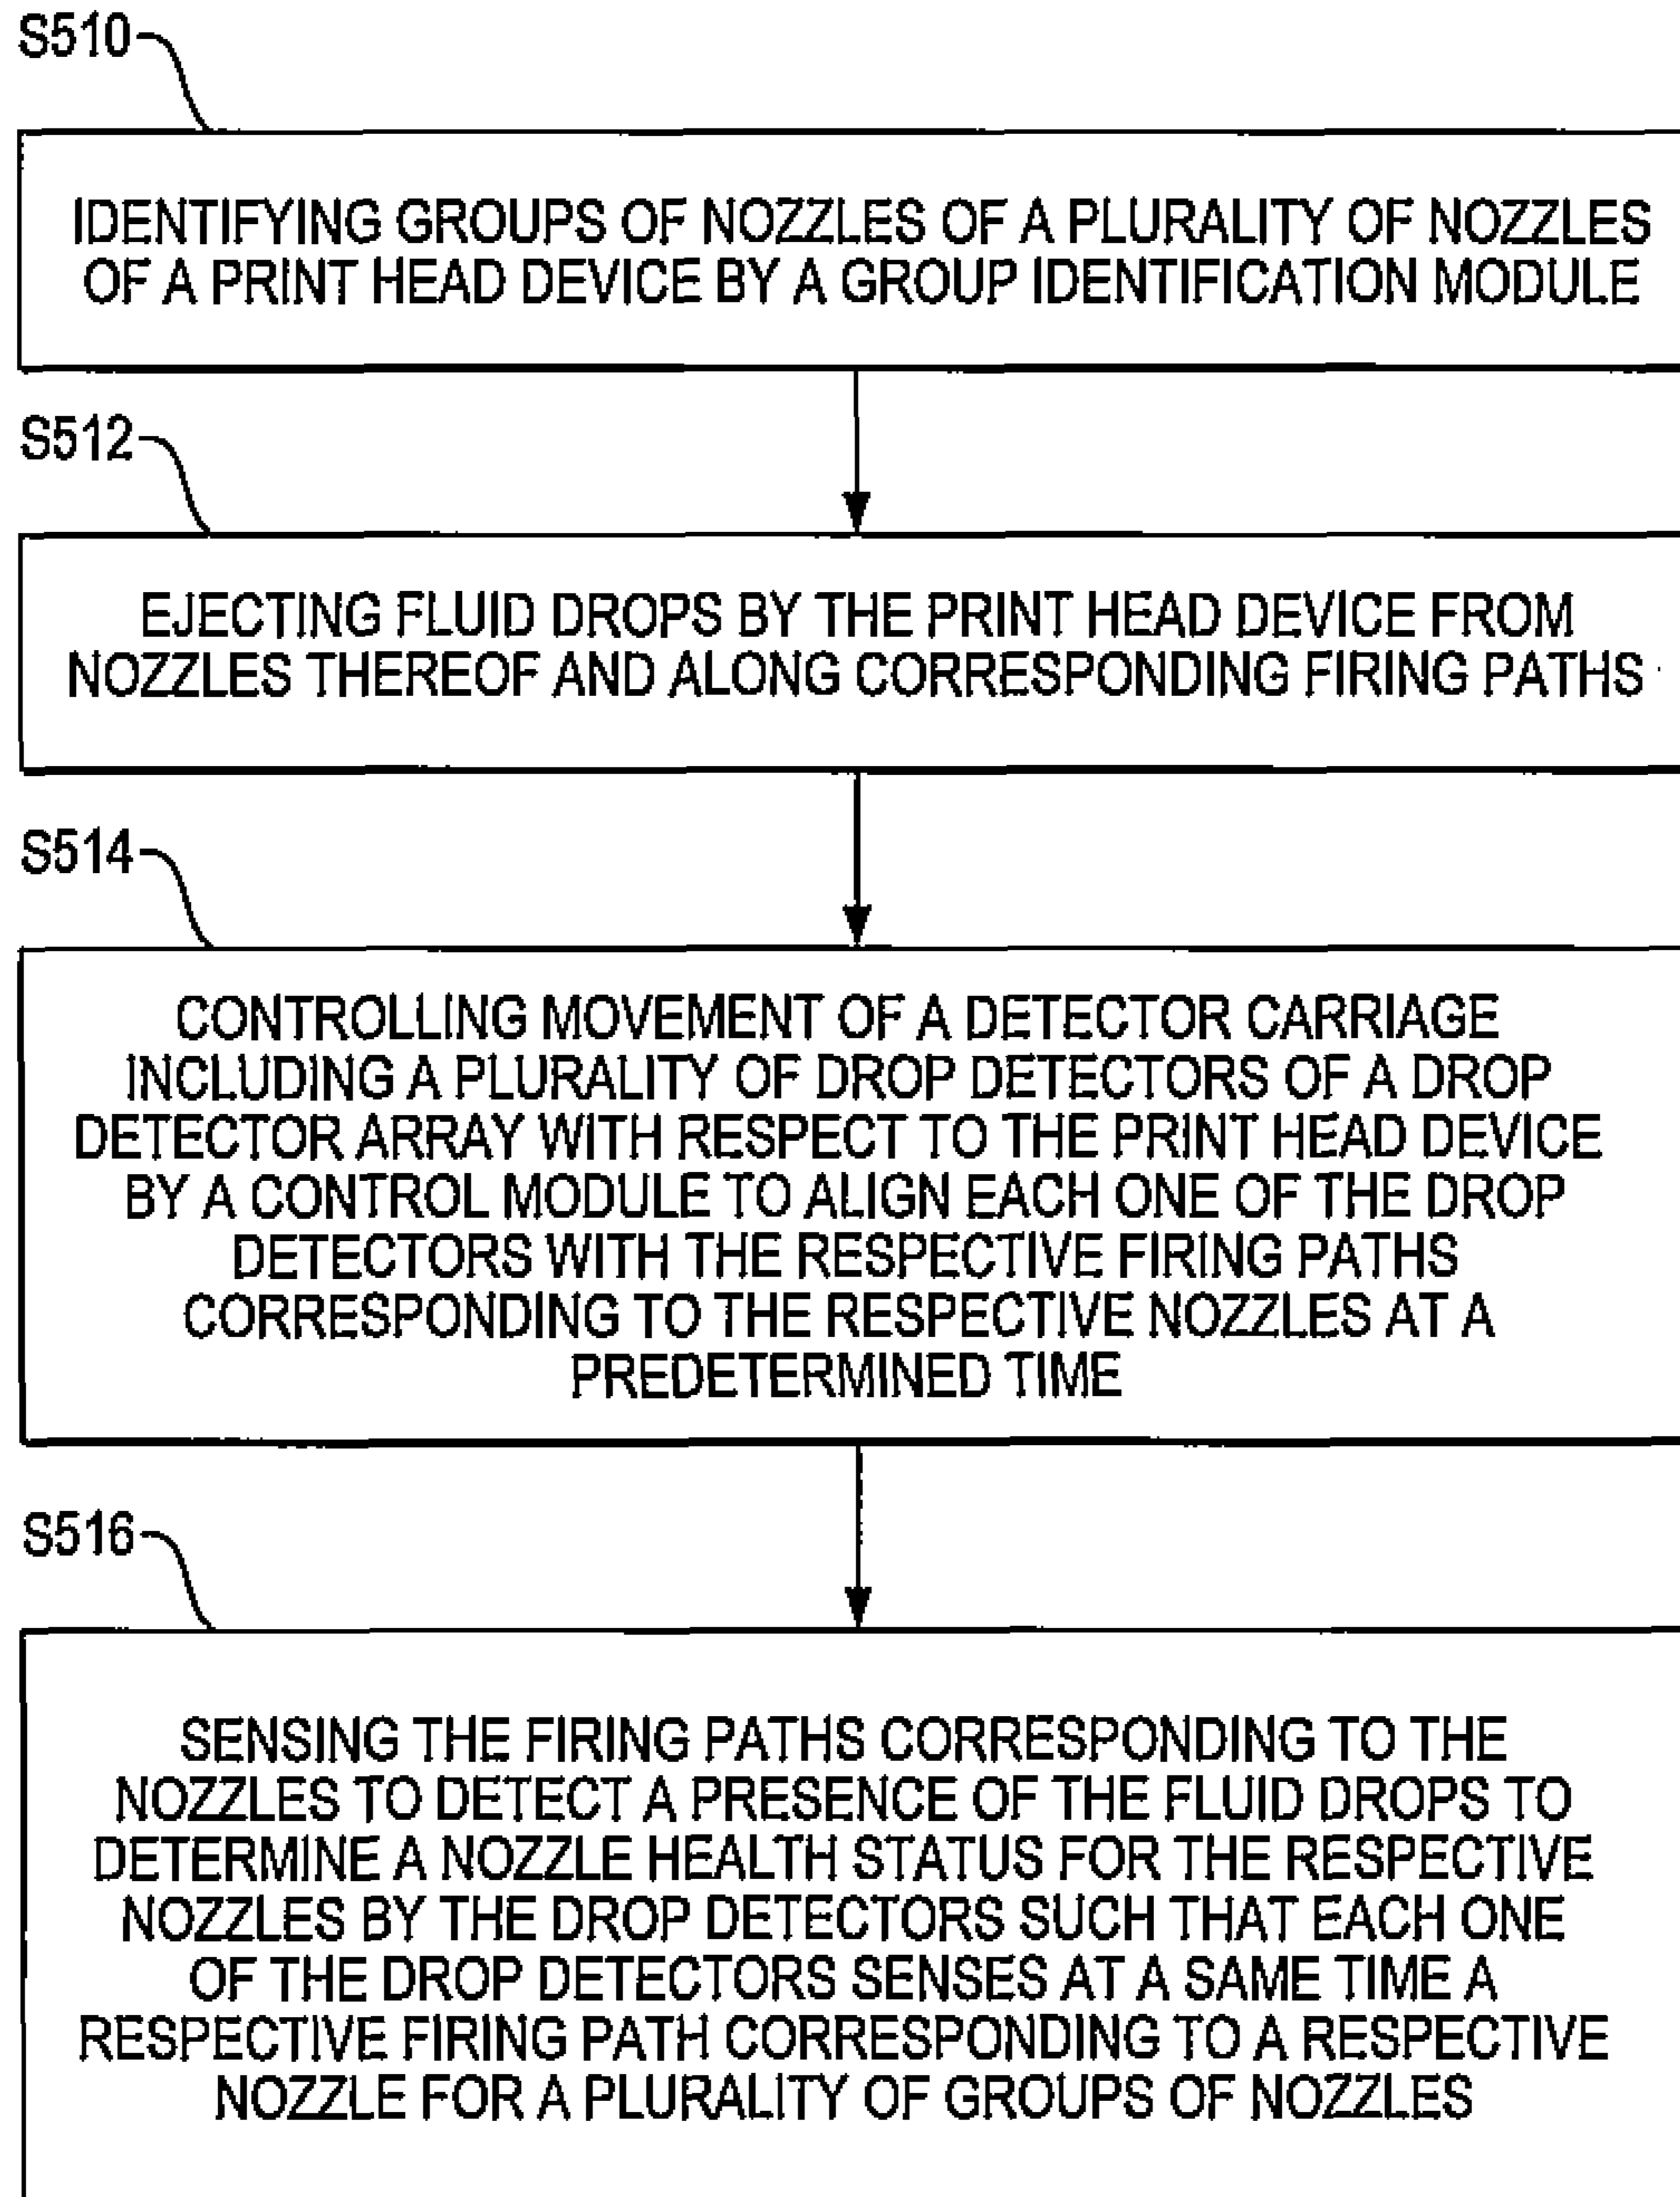 S510
IDENTIFYING GROUPS OF NOZZLES OF A PLURALITY OF NOZZLES
OF A PRINT HEAD DEVICE BY A GROUP IDENTIFICATION MODULE
S512
EJECTING FLUID DROPS BY THE PRINT HEAD DEVICE FROM
NOZZLES THEREOF AND ALONG CORRESPONDING FIRING PATHS
S514
CONTROLLING MOVEMENT OF A DETECTOR CARRIAGE
INCLUDING A PLURALITY OF DROP DETECTORS OF A DROP
DETECTOR ARRAY WITH RESPECT TO THE PRINT HEAD DEVICE
BY A CONTROL MODULE TO ALIGN EACH ONE OF THE DROP
DETECTORS WITH THE RESPECTIVE FIRING PATHS
CORRESPONDING TO THE RESPECTIVE NOZZLES AT A
PREDETERMINED TIME
S516
SENSING THE FIRING PATHS CORRESPONDING TO THE
NOZZLES TO DETECT A PRESENCE OF THE FLUID DROPS TO
DETERMINE A NOZZLE HEALTH STATUS FOR THE RESPECTIVE
NOZZLES BY THE DROP DETECTORS SUCH THAT EACH ONE
OF THE DROP DETECTORS SENSES AT A SAME TIME A
RESPECTIVE FIRING PATH CORRESPONDING TO A RESPECTIVE
NOZZLE FOR A PLURALITY OF GROUPS OF NOZZLES